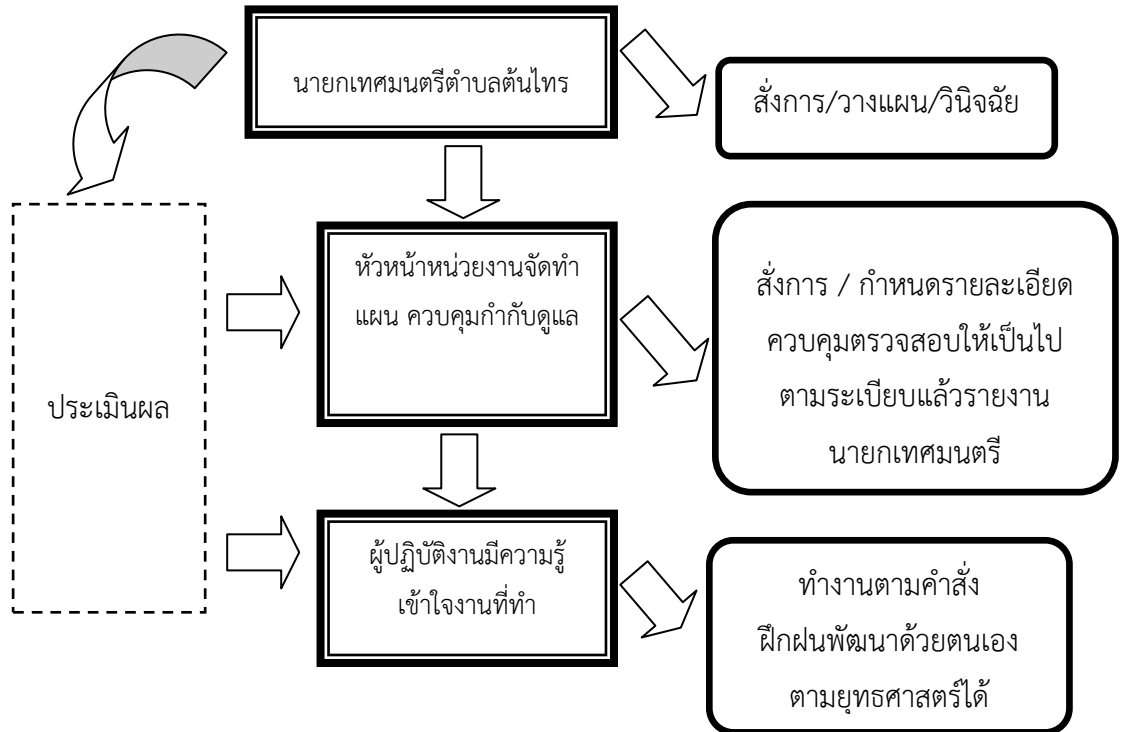 นายกเทศมนตรีตำบลต้นไทร
สั่งการ/วางแผน/วินิจฉัย
หัวหน้าหน่วยงานจัดทำ
แผน ควบคุมกำกับดูแล
สั่งการ / กำหนดรายละเอียด
ควบคุมตรวจสอบให้เป็นไป
ตามระเบียบแล้วรายงาน
นายกเทศมนตรี
ประเมินผล
ผู้ปฏิบัติงานมีความรู้
เข้าใจงานที่ทำ
ทำงานตามคำสั่ง
ฝึกฝนพัฒนาด้วยตนเอง
ตามยุทธศาสตร์ได้